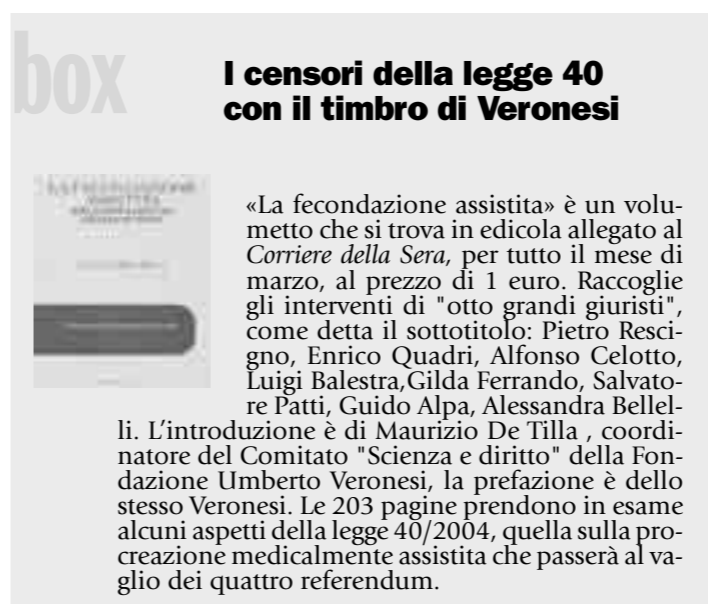 box
I censori della legge 40
con il timbro di Veronesi
«La fecondazione assistita» è un volu-
metto che si trova in edicola allegato al
Corriere della Sera, per tutto il mese di
marzo, al prezzo di 1 euro. Raccoglie
gli interventi di "otto grandi giuristi",
come detta il sottotitolo: Pietro Resci-
gno, Enrico Quadri, Alfonso Celotto,
Luigi Balestra,Gilda Ferrando, Salvato-
re Patti, Guido Alpa, Alessandra Bellel-
li. L'introduzione è di Maurizio De Tilla , coordi-
natore del Comitato "Scienza e diritto" della Fon-
dazione Umberto Veronesi, la prefazione è dello
stesso Veronesi. Le 203 pagine prendono in esame
alcuni aspetti della legge 40/2004, quella sulla pro-
creazione medicalmente assistita che passerà al va-
glio dei quattro referendum.